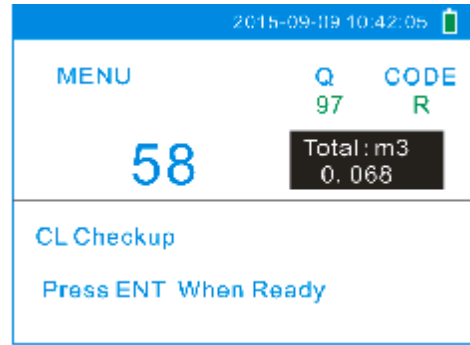 2015-09-09 10:42:05
MENU Q CODE
97 R
58 Total:m3
0.068
CL Checkup
Press ENT When Ready